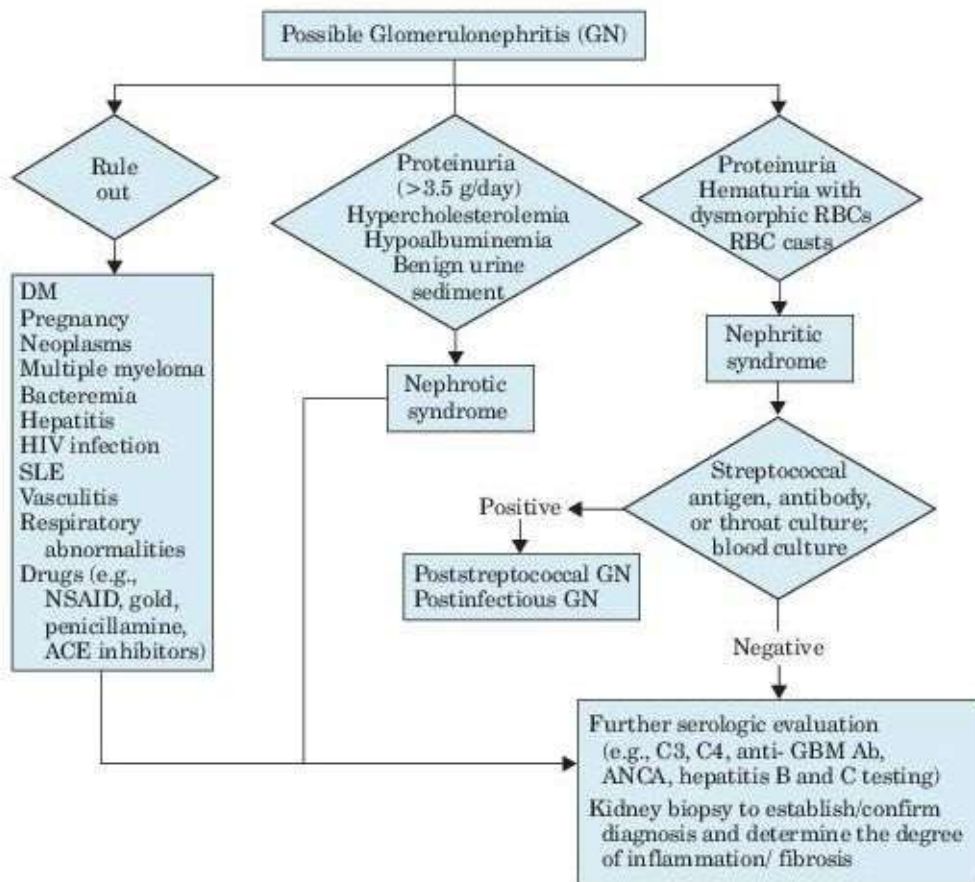 Possible Glomerulonephritis (GN)
Rule
out
Proteinuria
(>3.5 g/day)
Hypercholesterolemia
Hypoalbuminemia
Benign urine
sediment
Proteinuria
Hematuria with
dysmorphic RBCs
RBC casts
DM
Pregnancy
Neoplasms
Multiple myeloma
Bacteremia
Hepatitis
HIV infection
SLE
Vasculitis
Respiratory
abnormalities
Drugs (e.g.,
NSAID, gold,
penicillamine,
ACE inhibitors)
Nephrotic
syndrome
Nephritic
syndrome
Streptococcal
antigen, antibody,
or throat culture;
blood culture
Positive
Poststreptococcal GN
Postinfectious GN
Negative
Further serologic evaluation
(e.g., C3, C4, anti- GBM Ab,
ANCA, hepatitis B and C testing)
Kidney biopsy to establish/confirm
diagnosis and determine the degree
of inflammation/ fibrosis